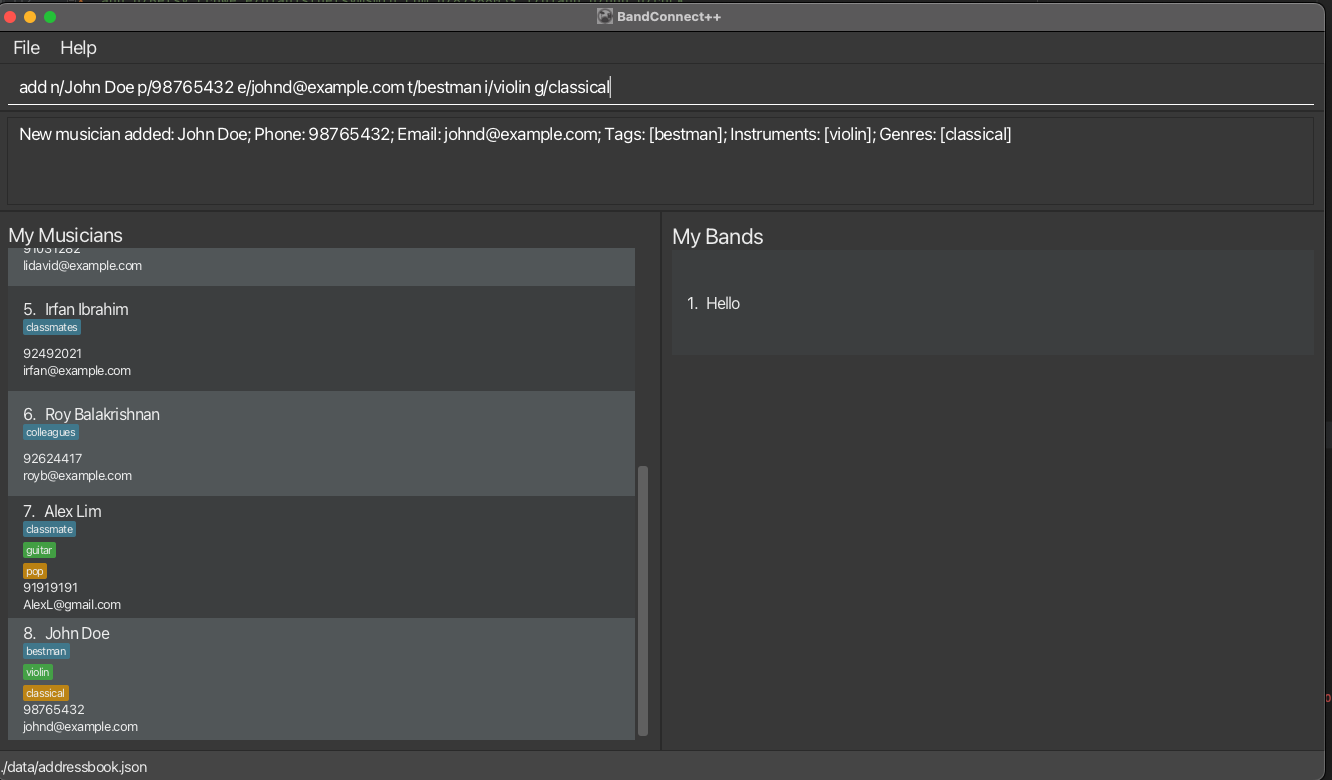 BandConnect++
File Help
add n/John Doe p/98765432 e/johnd@example.com t/bestman i/violin g/classical
New musician added: John Doe; Phone: 98765432; Email: johnd@example.com; Tags: [bestman]; Instruments: [violin]; Genres: [classical]
My Musicians
91031282
lidavid@example.com
5. Irfan Ibrahim
classmates
92492021
irfan@example.com
6. Roy Balakrishnan
colleagues
92624417
royb@example.com
7. Alex Lim
classmate
guitar
pop
91919191
AlexL@gmail.com
8. John Doe
bestman
violin
classical
98765432
johnd@example.com
My Bands
1. Hello
./data/addressbook.json